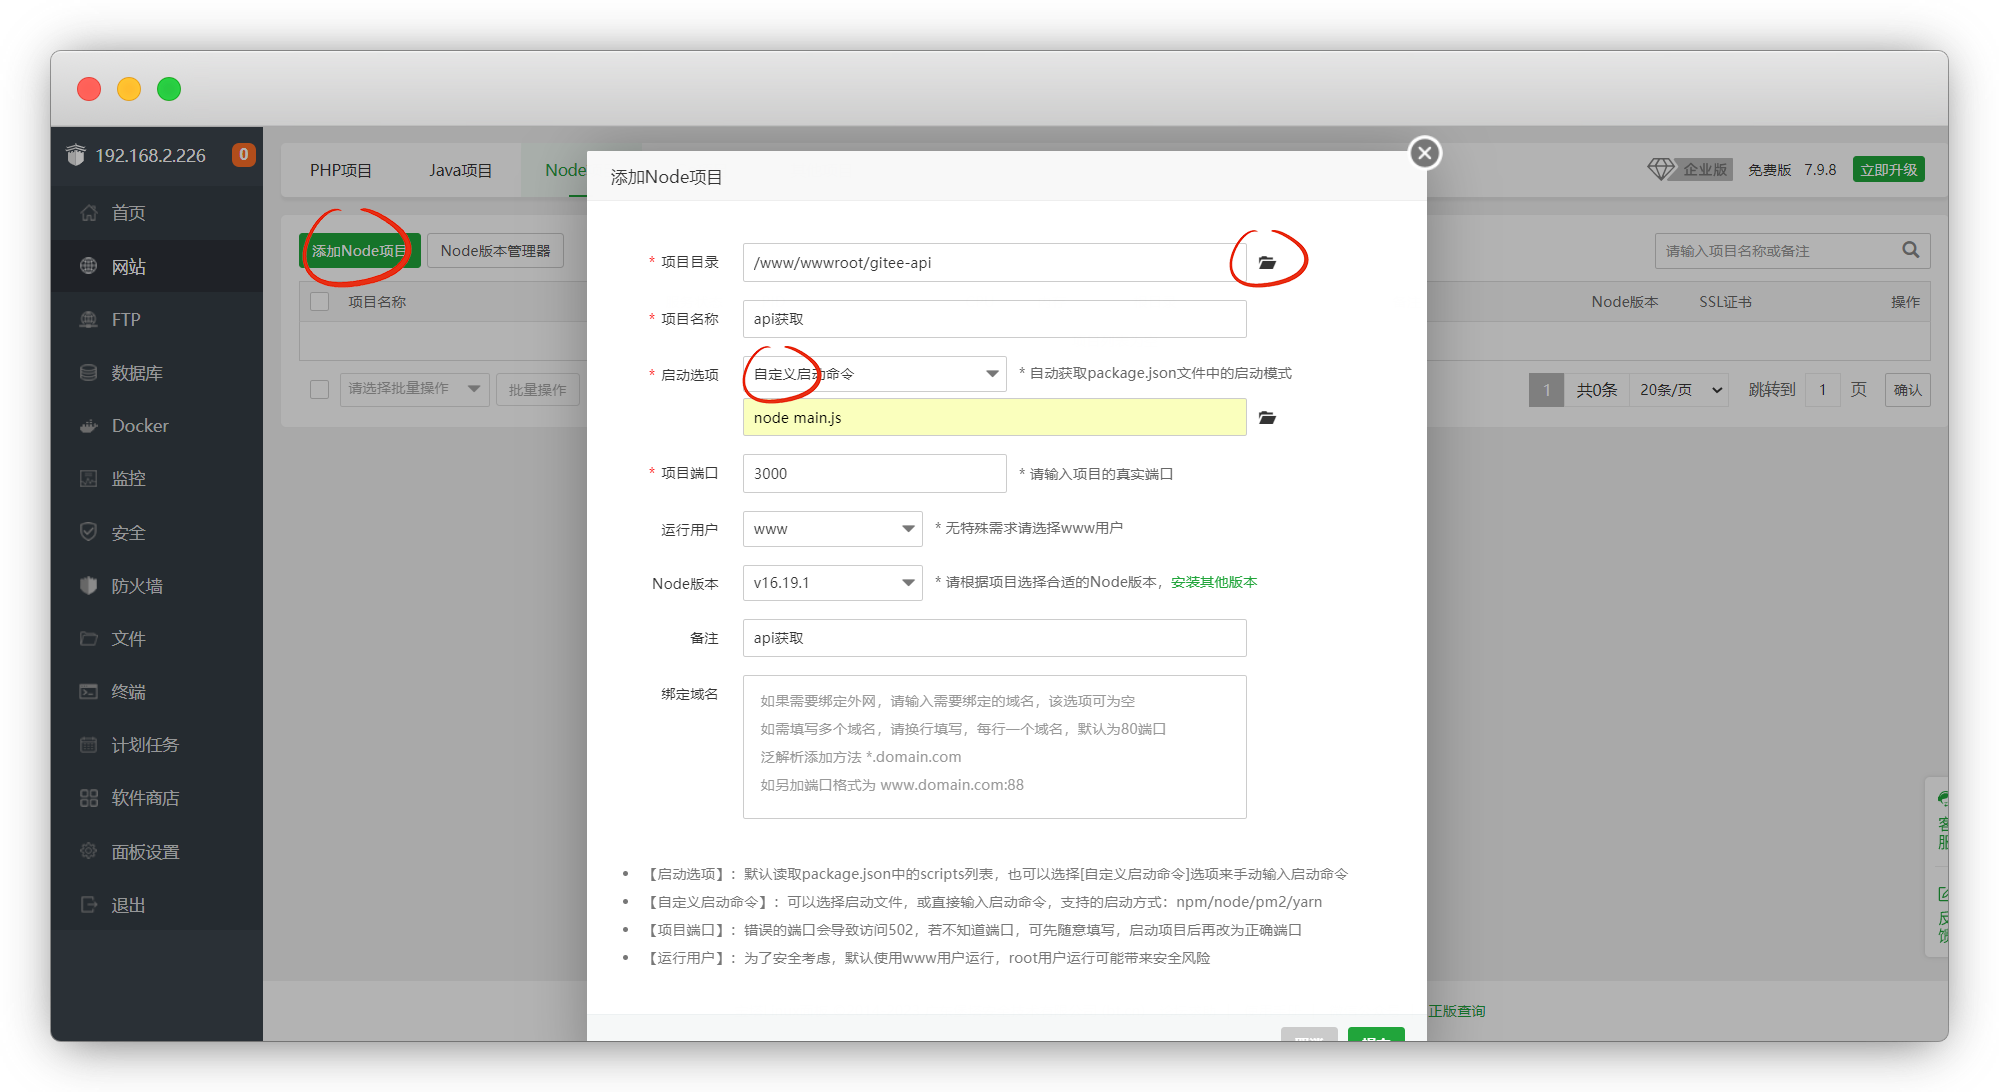 192.168.2.226
0
首页
网站
FTP
数据库
Docker
监控
安全
防火墙
文件
终端
计划任务
软件商店
面板设置
退出
PHP项目
Java项目
Node
企业版
免费版
7.9.8
立即升级
添加Node项目
Node版本管理器
请输入项目名称或备注
项目名称
Node版本
SSL证书
操作
请选择批量操作
批量操作
1
共0条
20条/页
跳转到
1
页
确认
添加Node项目
* 项目目录
/www/wwwroot/gitee-api
* 项目名称
api获取
* 启动选项
自定义启动命令
* 自动获取package.json文件中的启动模式
node main.js
* 项目端口
3000
* 请输入项目的真实端口
运行用户
www
* 无特殊需求请选择www用户
Node版本
v16.19.1
* 请根据项目选择合适的Node版本，安装其他版本
备注
api获取
绑定域名
如果需要绑定外网，请输入需要绑定的域名，该选项可为空
如需填写多个域名，请换行填写，每行一个域名，默认为80端口
泛解析添加方法 *.domain.com
如另加端口格式为 www.domain.com:88
• 【启动选项】：默认读取package.json中的scripts列表，也可以选择[自定义启动命令]选项来手动输入启动命令
• 【自定义启动命令】：可以选择启动文件，或直接输入启动命令，支持的启动方式：npm/node/pm2/yarn
• 【项目端口】：错误的端口会导致访问502，若不知道端口，可先随意填写，启动项目后再改为正确端口
• 【运行用户】：为了安全考虑，默认使用www用户运行，root用户运行可能带来安全风险
正版查询
客服
反馈